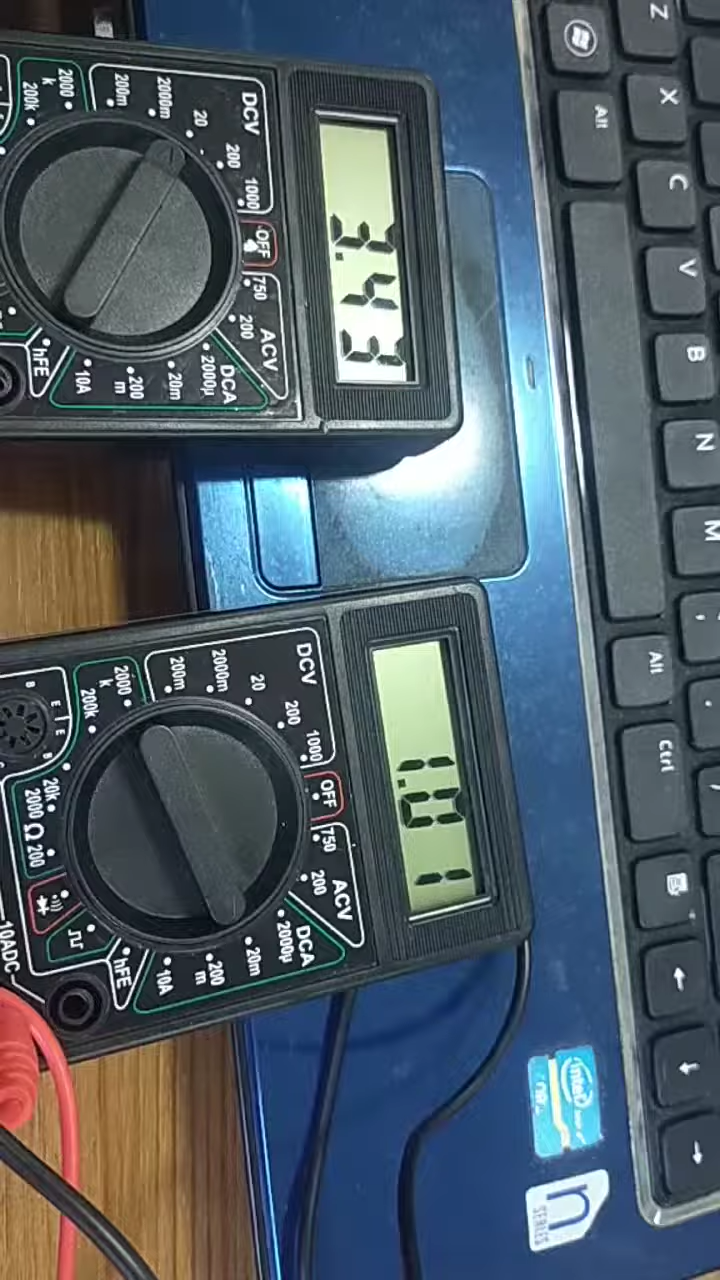 Z X C V B N M
Alt Alt Ctrl
intel
n
SERIES
3.43
DCV
1000
OFF
750
ACV
200
200
20
2000m
200m
2000
k
200k
DCA
2000µ
20m
200
m
10A
hFE
1.01
DCV
1000
OFF
750
ACV
200
200
20
2000m
200m
2000
k
200k
20k
2000 Ω 200
DCA
2000µ
20m
200
m
10A
hFE
B E E
10ADC